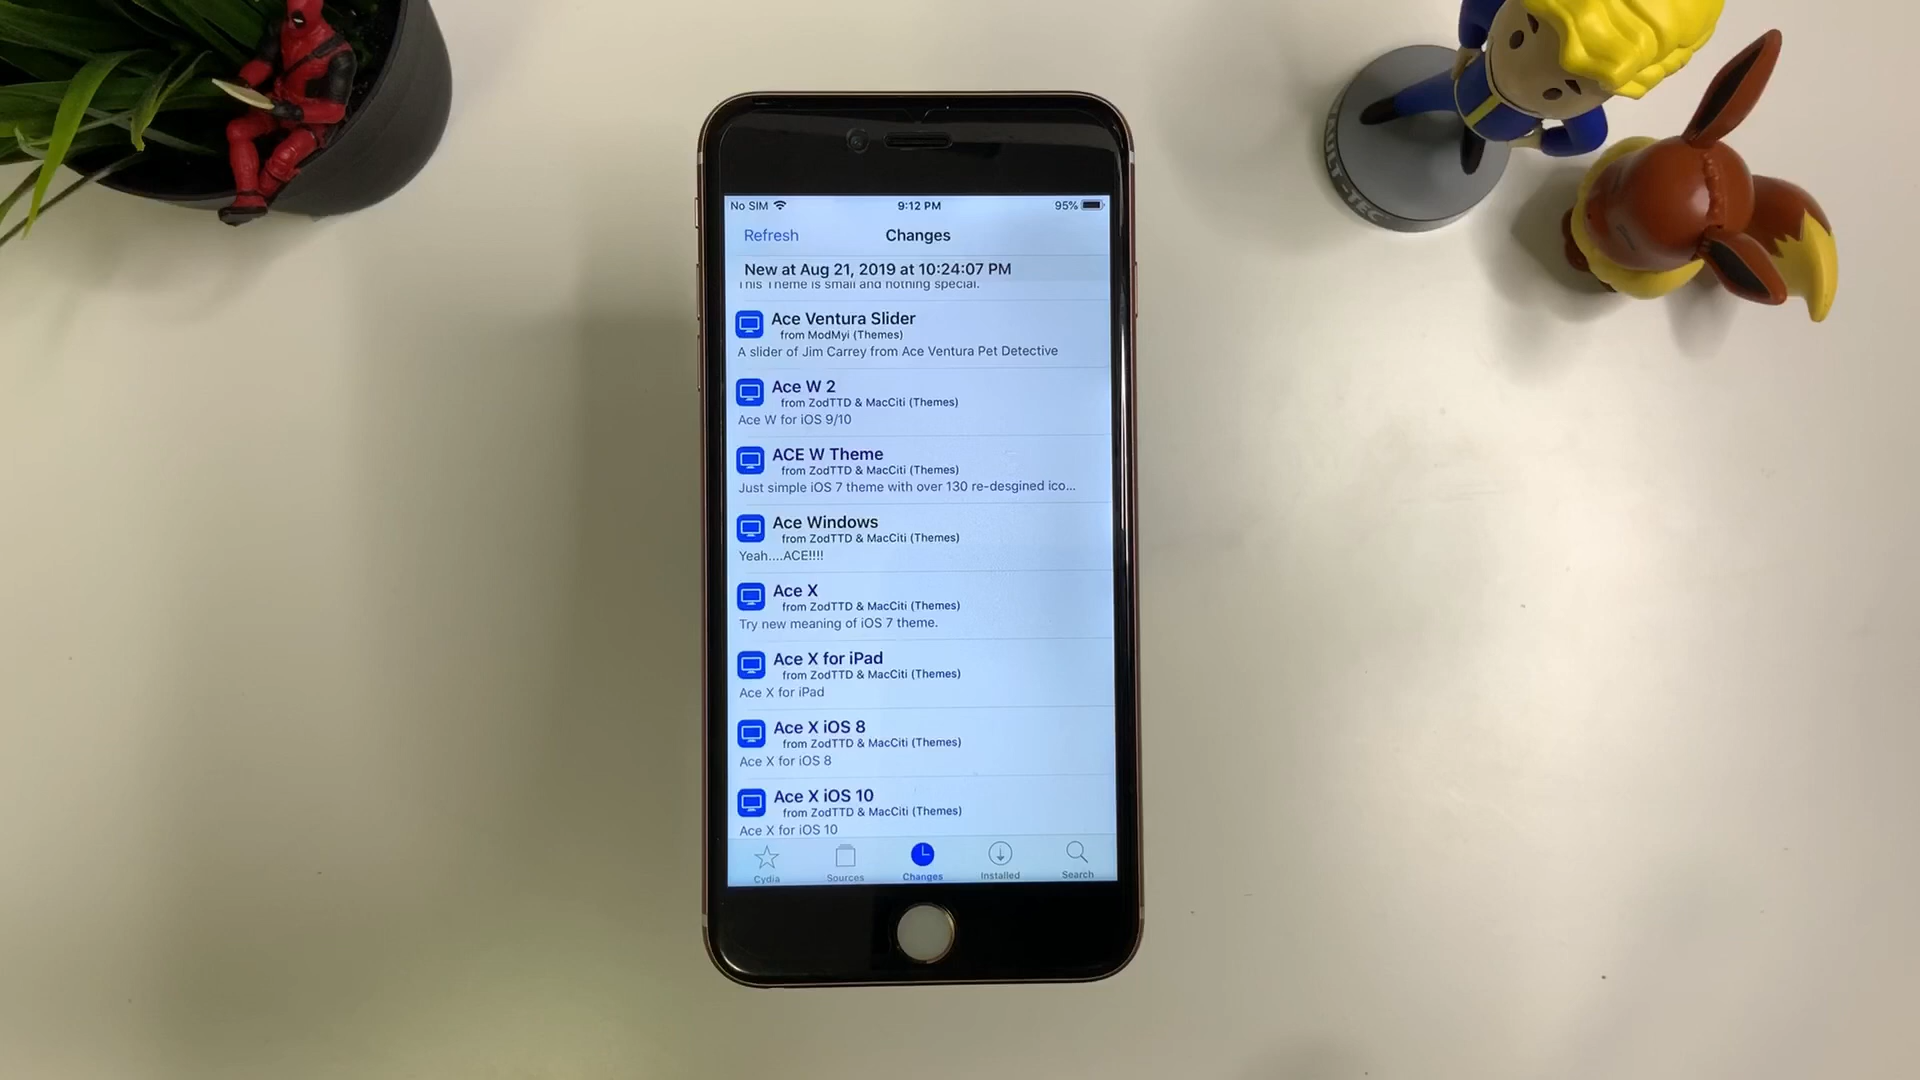 No SIM
9:12 PM
95%
Refresh
Changes
New at Aug 21, 2019 at 10:24:07 PM
This Theme is small and nothing special.
Ace Ventura Slider
from ModMyi (Themes)
A slider of Jim Carrey from Ace Ventura Pet Detective
Ace W 2
from ZodTTD & MacCiti (Themes)
Ace W for iOS 9/10
ACE W Theme
from ZodTTD & MacCiti (Themes)
Just simple iOS 7 theme with over 130 re-desgined ico...
Ace Windows
from ZodTTD & MacCiti (Themes)
Yeah....ACE!!!!
Ace X
from ZodTTD & MacCiti (Themes)
Try new meaning of iOS 7 theme.
Ace X for iPad
from ZodTTD & MacCiti (Themes)
Ace X for iPad
Ace X iOS 8
from ZodTTD & MacCiti (Themes)
Ace X for iOS 8
Ace X iOS 10
from ZodTTD & MacCiti (Themes)
Ace X for iOS 10
Cydia
Sources
Changes
Installed
Search
VAULT-TEC